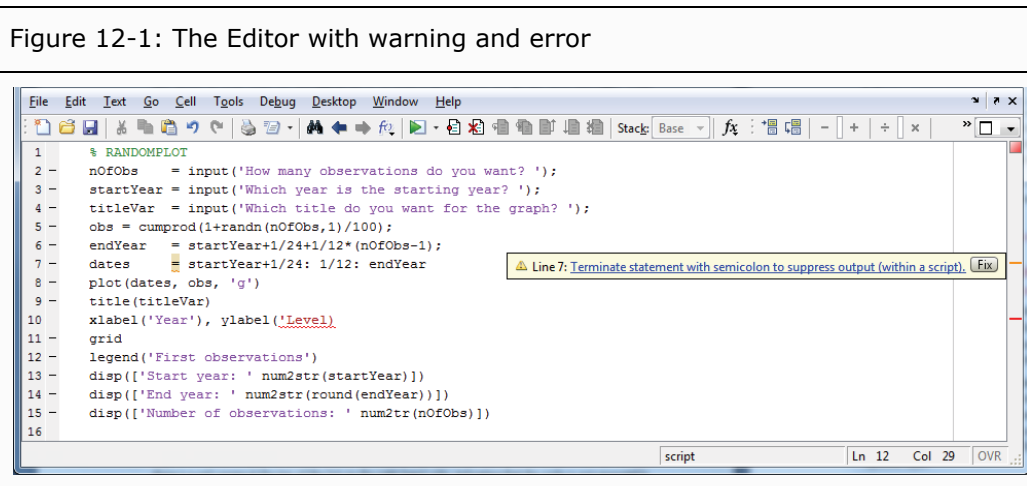 Figure 12-1: The Editor with warning and error
File Edit Text Go Cell Tools Debug Desktop Window Help
Stack: Base fx - + ÷ ×
1 % RANDOMPLOT
2 - nOfObs = input('How many observations do you want? ');
3 - startYear = input('Which year is the starting year? ');
4 - titleVar = input('Which title do you want for the graph? ');
5 - obs = cumprod(1+randn(nOfObs,1)/100);
6 - endYear = startYear+1/24+1/12*(nOfObs-1);
7 - dates = startYear+1/24: 1/12: endYear
Line 7: Terminate statement with semicolon to suppress output (within a script). Fix
8 - plot(dates, obs, 'g')
9 - title(titleVar)
10 xlabel('Year'), ylabel('Level)
11 - grid
12 - legend('First observations')
13 - disp(['Start year: ' num2str(startYear)])
14 - disp(['End year: ' num2str(round(endYear))])
15 - disp(['Number of observations: ' num2tr(nOfObs)])
16
script Ln 12 Col 29 OVR